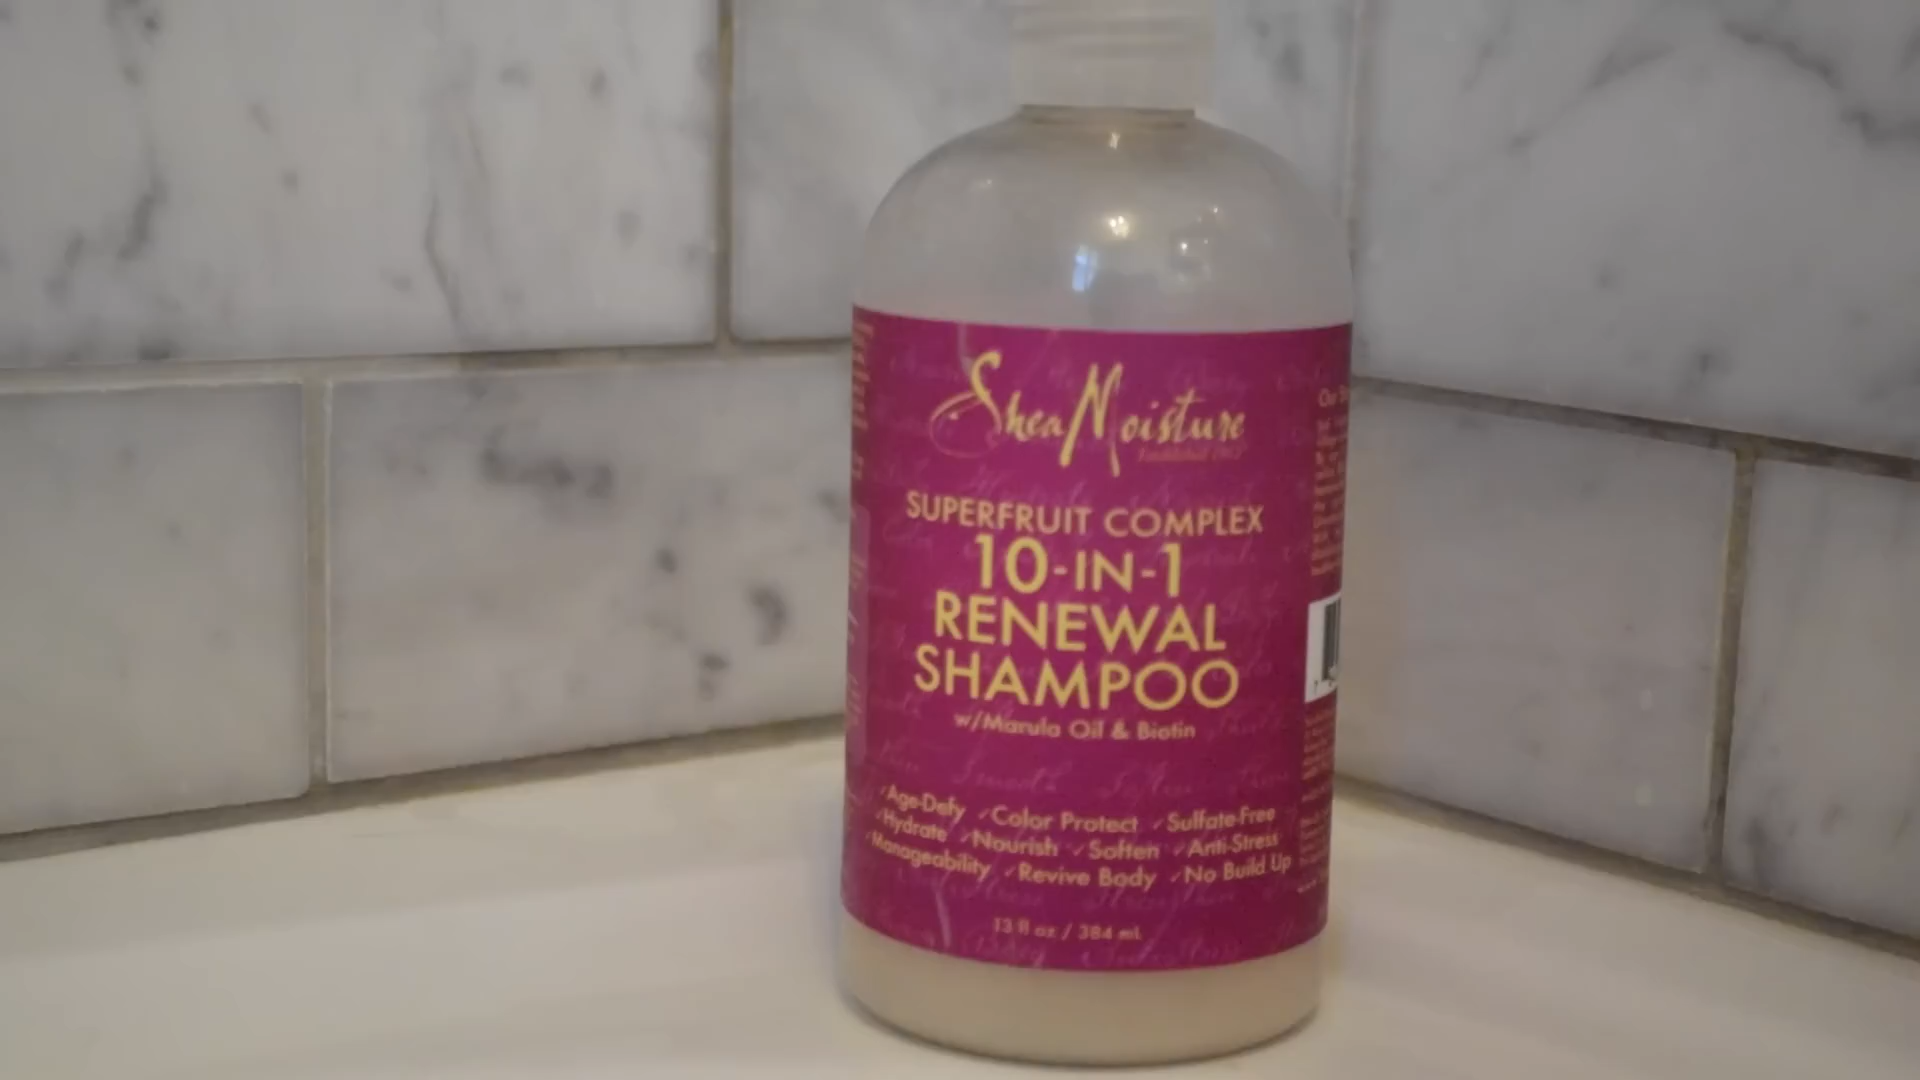 SheaMoisture
SUPERFRUIT COMPLEX
10-IN-1
RENEWAL
SHAMPOO
w/Marula Oil & Biotin
✓Age-Defy ✓Color Protect ✓Sulfate-Free
✓Hydrate ✓Nourish ✓Soften ✓Anti-Stress
✓Manageability ✓Revive Body ✓No Build Up
13 fl oz / 384 mL